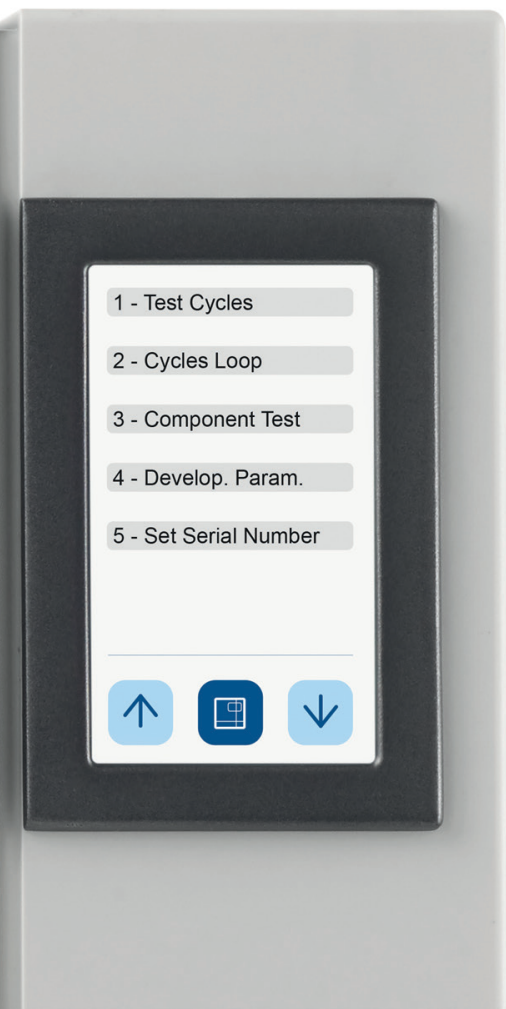 1 - Test Cycles
2 - Cycles Loop
3 - Component Test
4 - Develop. Param.
5 - Set Serial Number